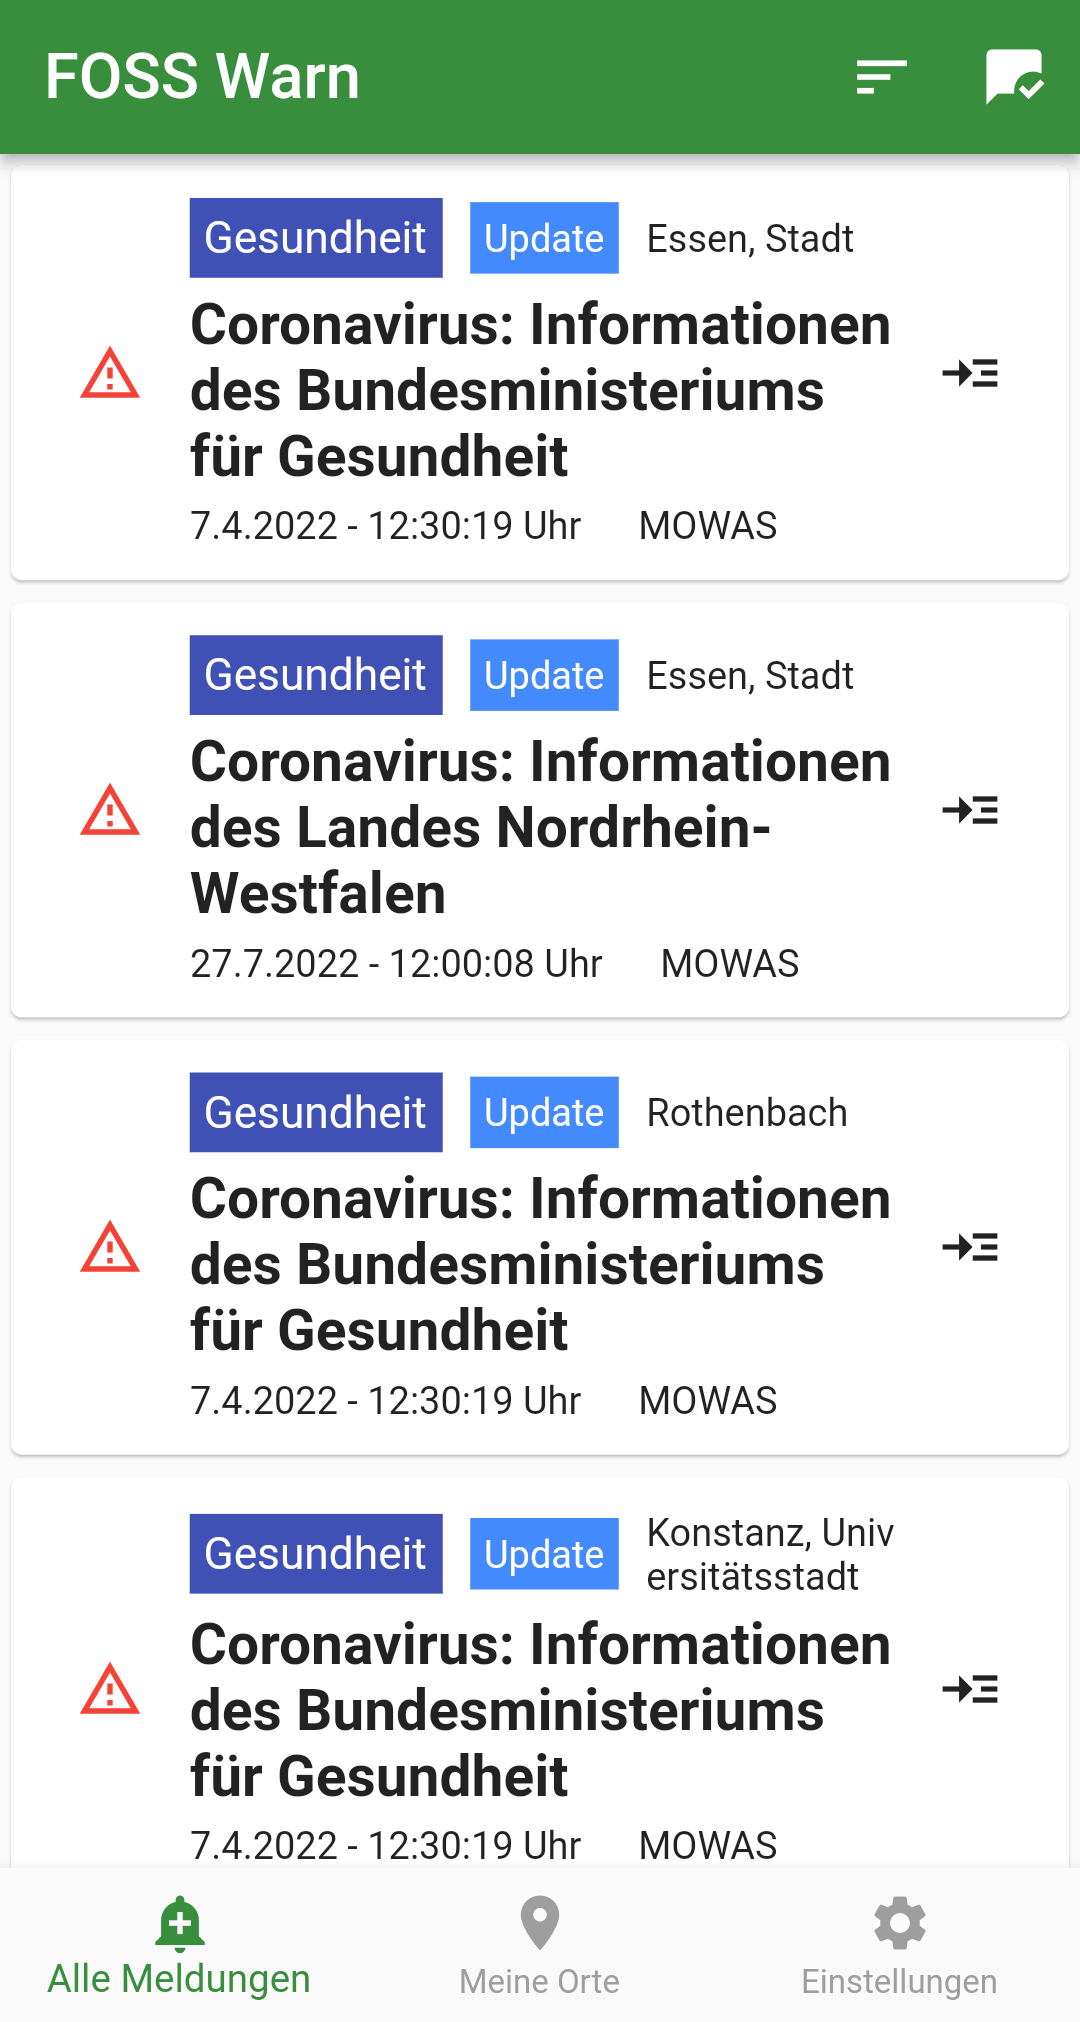 FOSS Warn
Gesundheit Update Essen, Stadt
Coronavirus: Informationen
des Bundesministeriums
für Gesundheit
7.4.2022 - 12:30:19 Uhr MOWAS
Gesundheit Update Essen, Stadt
Coronavirus: Informationen
des Landes Nordrhein-
Westfalen
27.7.2022 - 12:00:08 Uhr MOWAS
Gesundheit Update Rothenbach
Coronavirus: Informationen
des Bundesministeriums
für Gesundheit
7.4.2022 - 12:30:19 Uhr MOWAS
Gesundheit Update Konstanz, Univ
ersitätsstadt
Coronavirus: Informationen
des Bundesministeriums
für Gesundheit
7.4.2022 - 12:30:19 Uhr MOWAS
Alle Meldungen Meine Orte Einstellungen